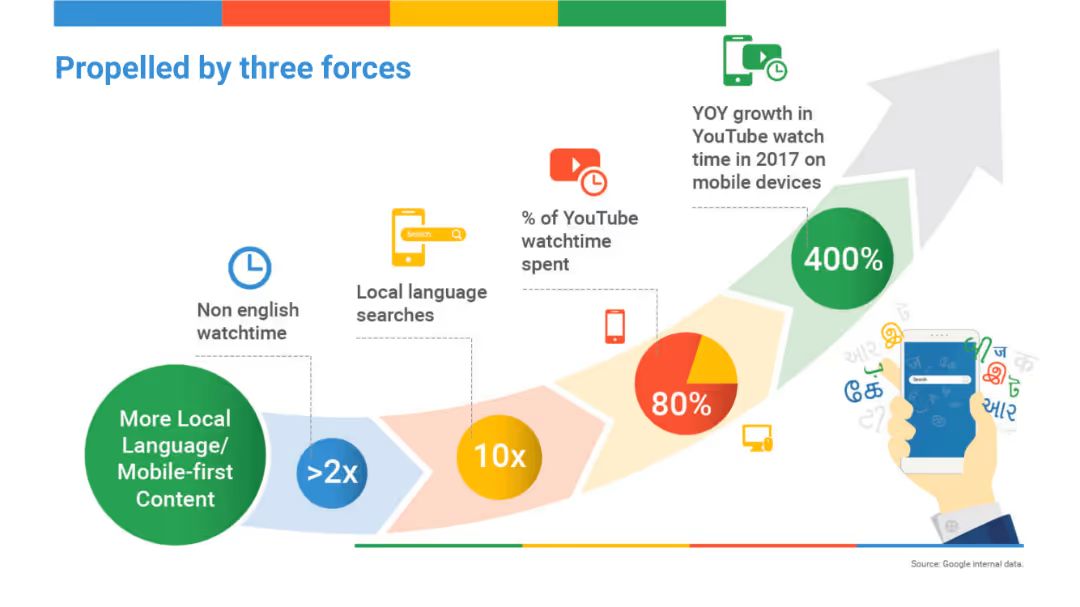 Propelled by three forces
YOY growth in
YouTube watch
time in 2017 on
mobile devices
% of YouTube
watchtime
spent
Search
Local language
searches
Non english
watchtime
400%
80%
10x
>2x
More Local
Language/
Mobile-first
Content
Search
இ
ट
આર
कै
டூ
ळी
ज
क
இ
ट
આર
Source: Google internal data.